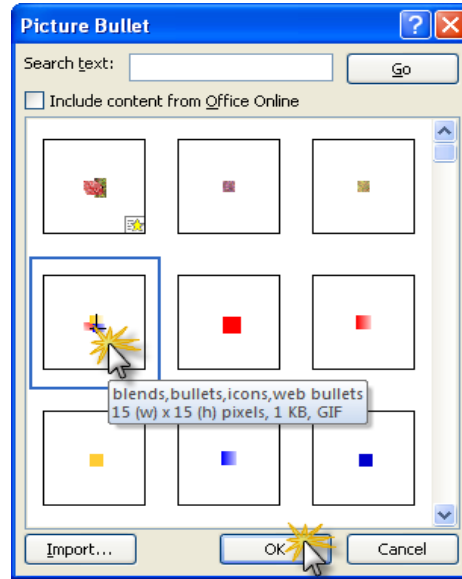 Picture Bullet
Search text:
Go
Include content from Office Online
blends,bullets,icons,web bullets
15 (w) x 15 (h) pixels, 1 KB, GIF
Import...
OK
Cancel